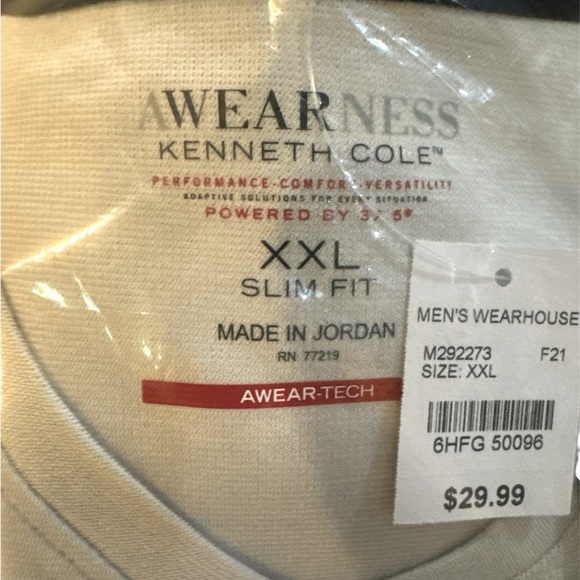 AWEARNESS
KENNETH COLE™
PERFORMANCE·COMFORT·VERSATILITY
ADAPTIVE SOLUTIONS FOR EVERY SITUATION
POWERED BY 37.5®
XXL
SLIM FIT
MADE IN JORDAN
RN 77219
AWEAR-TECH
MEN'S WEARHOUSE
M292273 F21
SIZE: XXL
6HFG 50096
$29.99